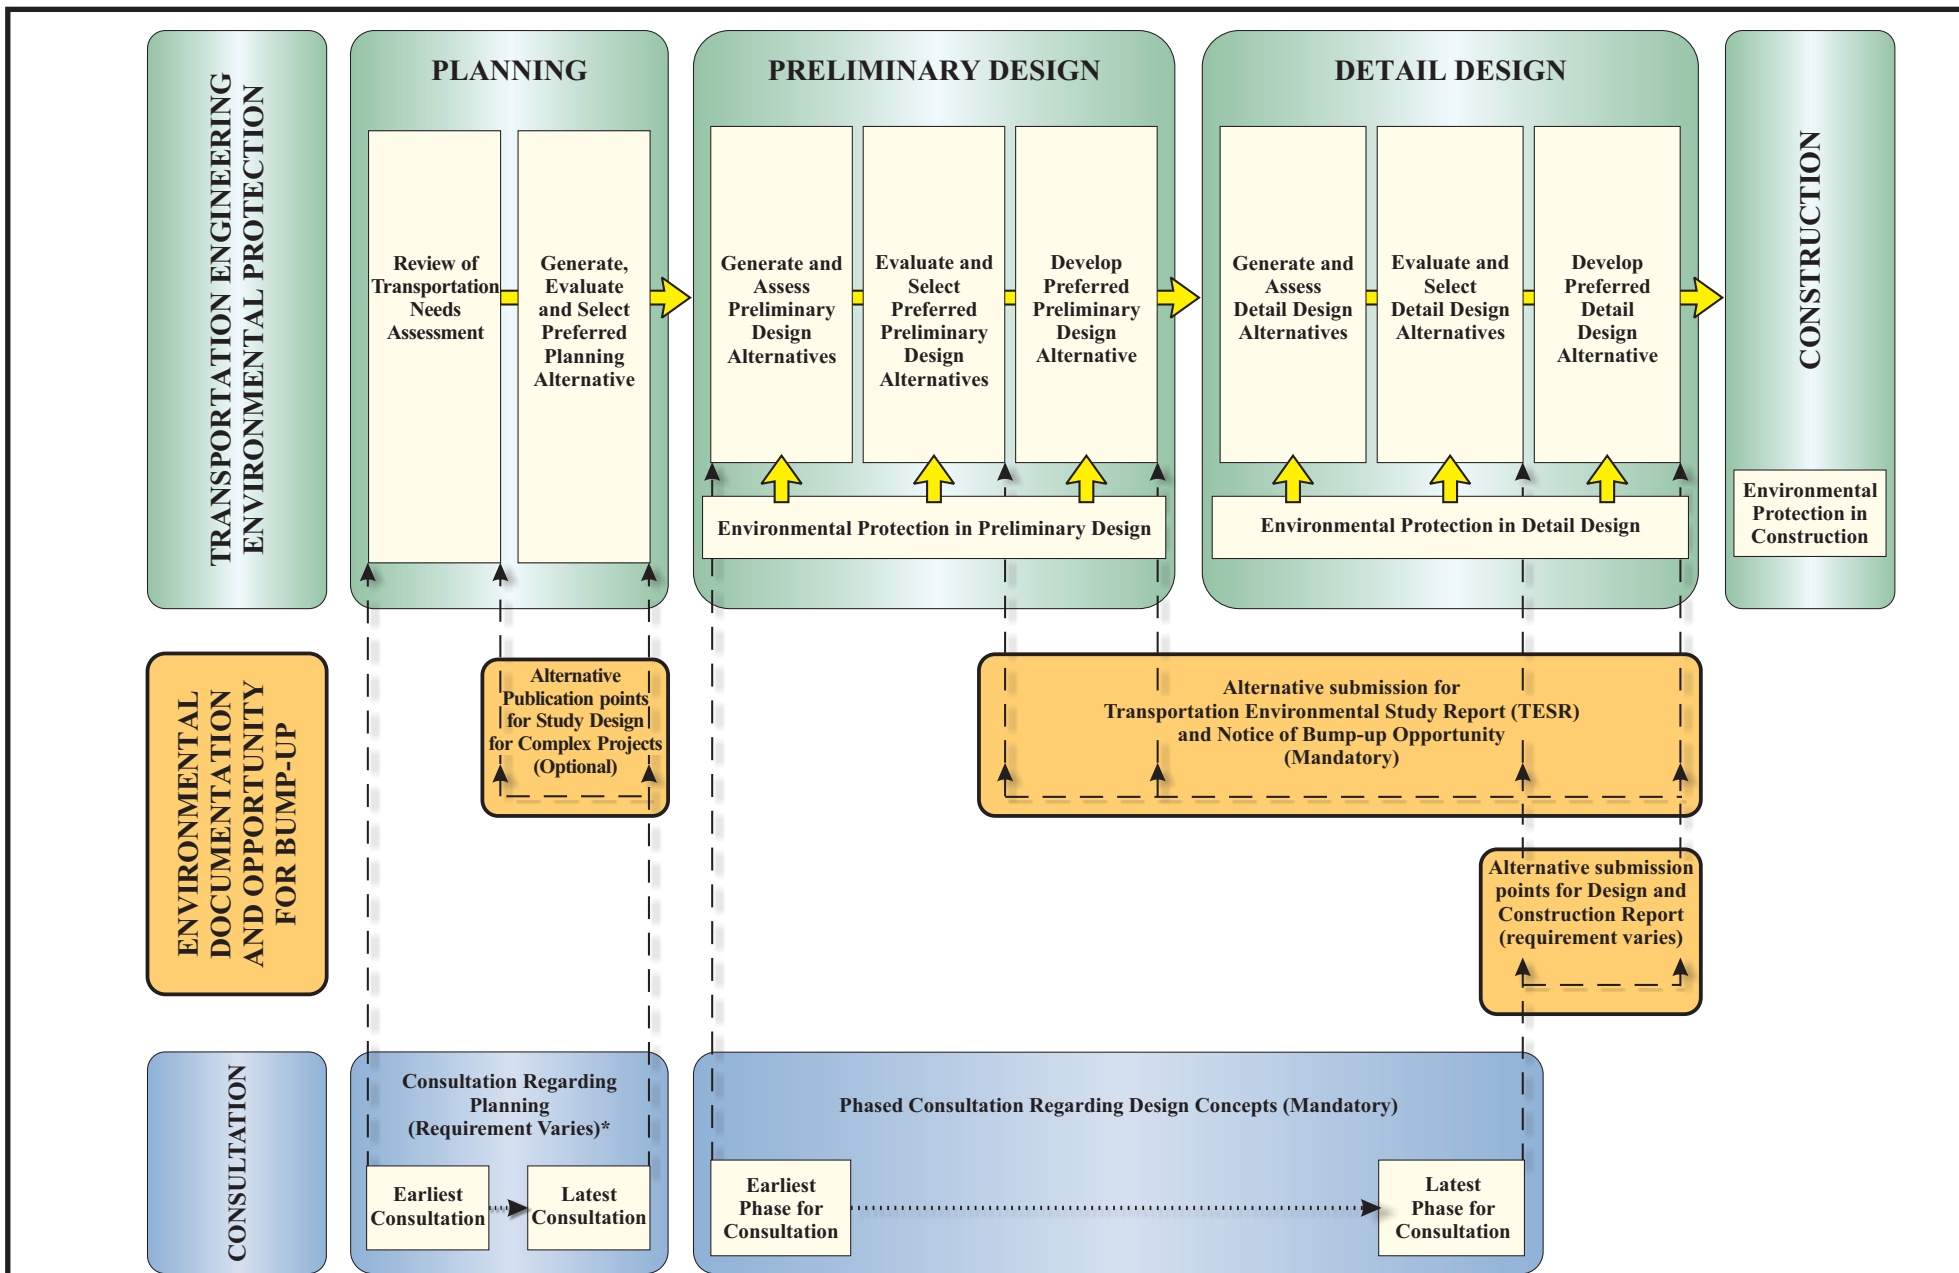 TRANSPORTATION ENGINEERING
ENVIRONMENTAL PROTECTION
PLANNING
Review of
Transportation
Needs
Assessment
Generate,
Evaluate
and Select
Preferred
Planning
Alternative
PRELIMINARY DESIGN
Generate and
Assess
Preliminary
Design
Alternatives
Evaluate and
Select
Preferred
Preliminary
Design
Alternatives
Develop
Preferred
Preliminary
Design
Alternative
Environmental Protection in Preliminary Design
DETAIL DESIGN
Generate and
Assess
Detail Design
Alternatives
Evaluate and
Select
Detail Design
Alternatives
Develop
Preferred
Detail
Design
Alternative
Environmental Protection in Detail Design
CONSTRUCTION
Environmental
Protection in
Construction
ENVIRONMENTAL
DOCUMENTATION
AND OPPORTUNITY
FOR BUMP-UP
Alternative
Publication points
for Study Design
for Complex Projects
(Optional)
Alternative submission for
Transportation Environmental Study Report (TESR)
and Notice of Bump-up Opportunity
(Mandatory)
Alternative submission
points for Design and
Construction Report
(requirement varies)
CONSULTATION
Consultation Regarding
Planning
(Requirement Varies)*
Earliest
Consultation
Latest
Consultation
Phased Consultation Regarding Design Concepts (Mandatory)
Earliest
Phase for
Consultation
Latest
Phase for
Consultation